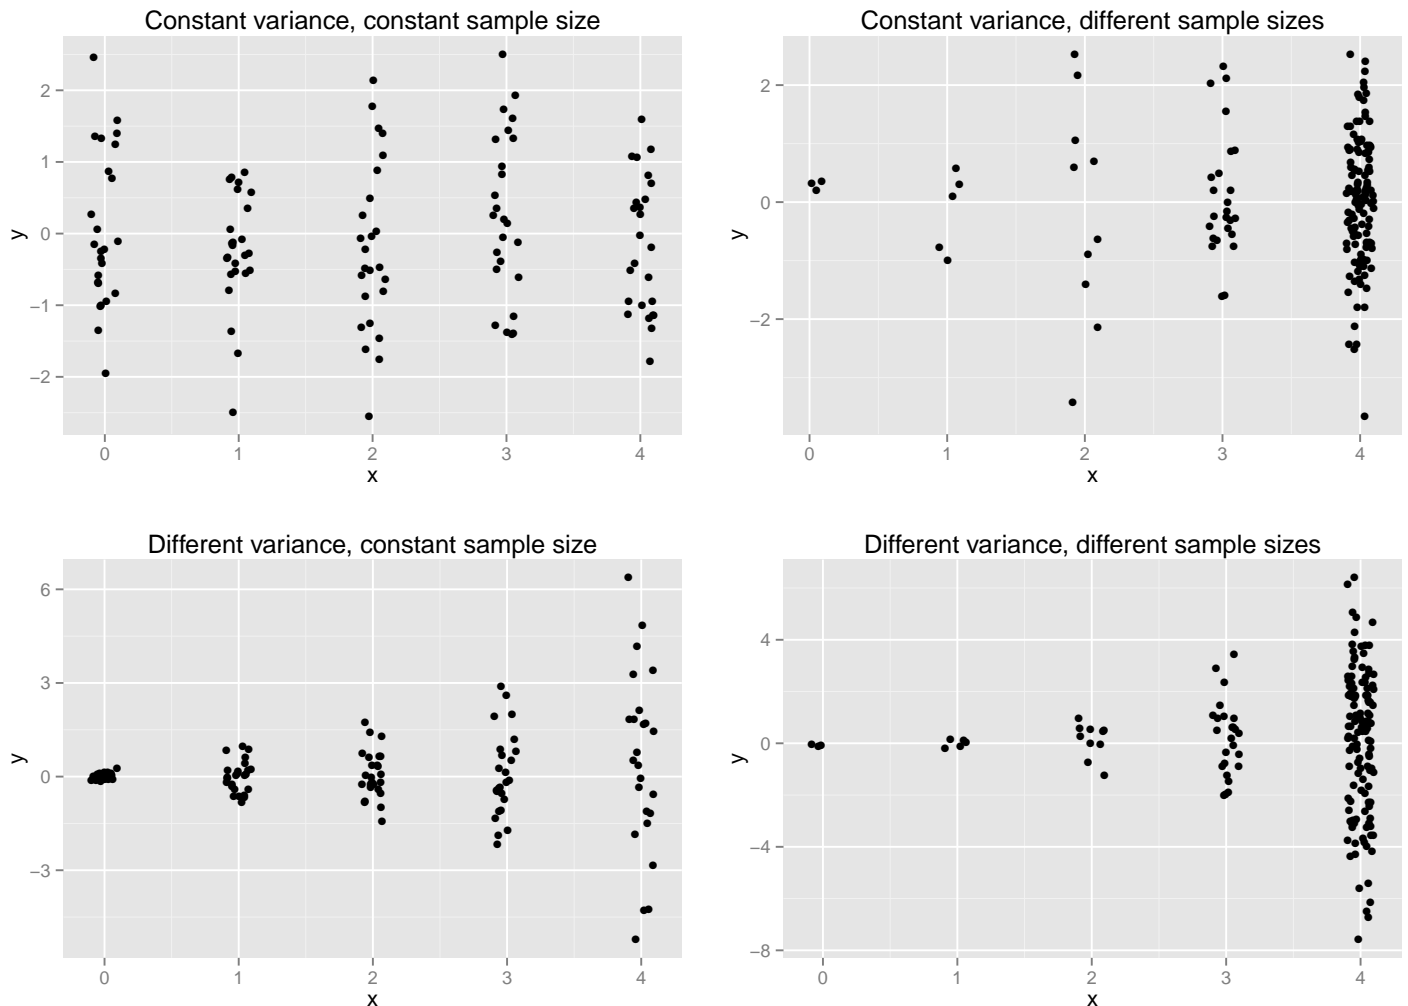 Constant variance, constant sample size
2
1
0
−1
−2
y
0 1 2 3 4
x
Constant variance, different sample sizes
2
0
−2
y
0 1 2 3 4
x
Different variance, constant sample size
6
3
0
−3
y
0 1 2 3 4
x
Different variance, different sample sizes
4
0
−4
−8
y
0 1 2 3 4
x